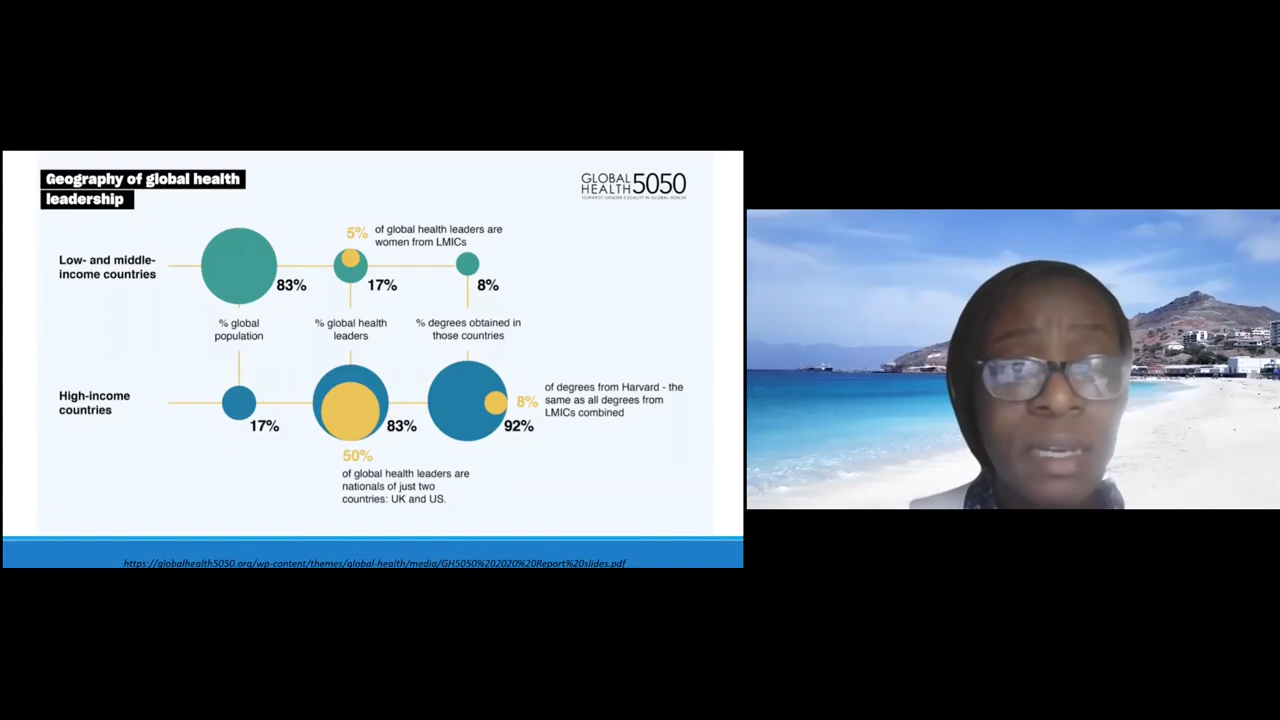 Geography of global health
leadership
GLOBAL
HEALTH 5050
TOWARDS GENDER EQUALITY IN GLOBAL HEALTH
5%
of global health leaders are
women from LMICs
Low- and middle-
income countries
83%
17%
8%
% global
population
% global health
leaders
% degrees obtained in
those countries
High-income
countries
17%
83%
92%
8%
of degrees from Harvard - the
same as all degrees from
LMICs combined
50%
of global health leaders are
nationals of just two
countries: UK and US.
https://globalhealth5050.org/wp-content/themes/global-health/media/GH5050%202020%20Report%20slides.pdf